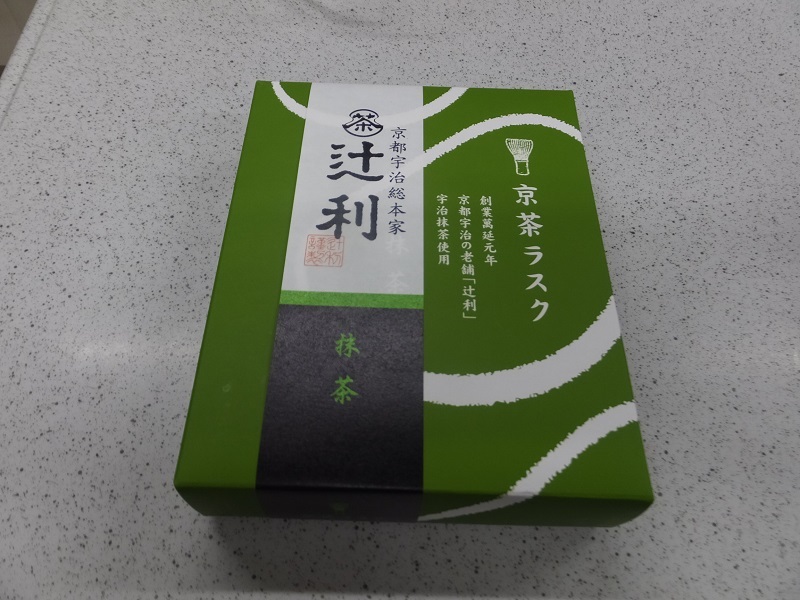 京茶ラスク
創業萬延元年
京都宇治の老舗「辻利」
宇治抹茶使用
京都宇治総本家
茶
辻利
抹茶
抹茶